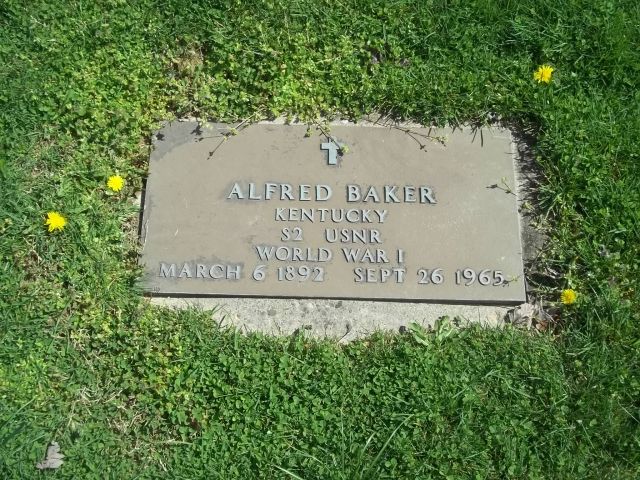 ALFRED BAKER
KENTUCKY
S2 USNR
WORLD WAR I
MARCH 6 1892 SEPT 26 1965